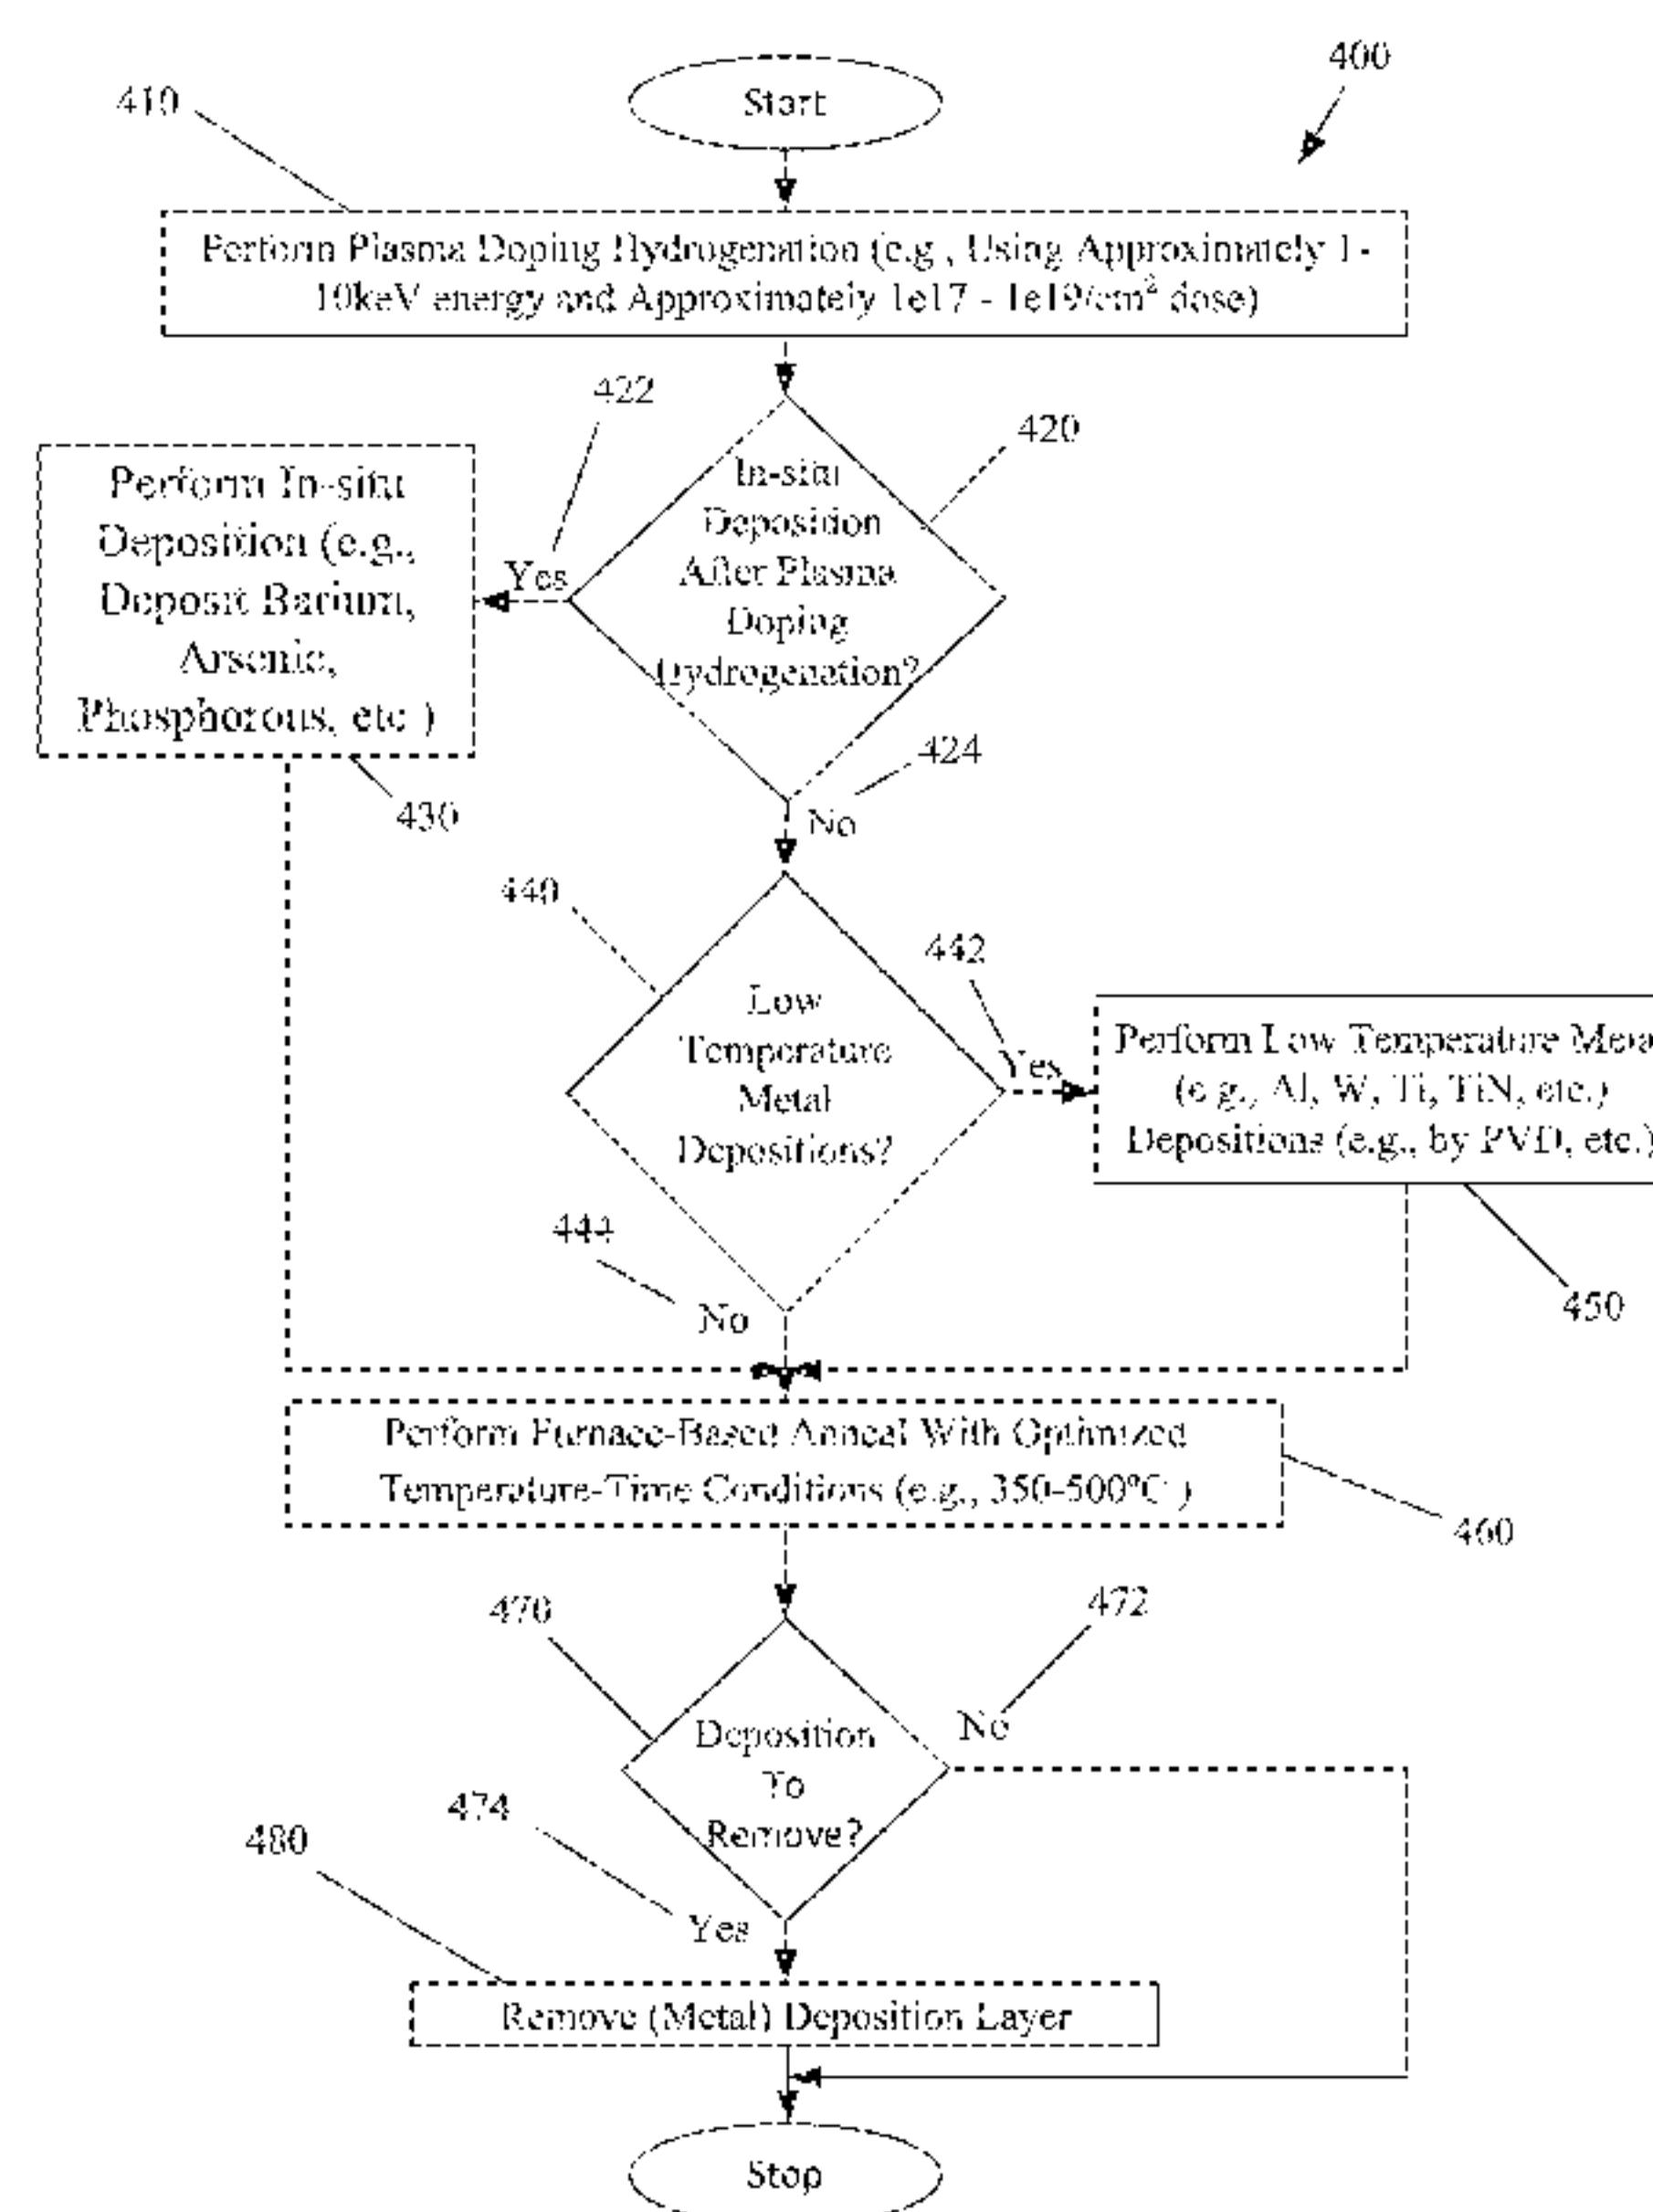 400
410
Start
Perform Plasma Doping Hydrogenation (e.g., Using Approximately 1-
10keV energy and Approximately 1e17 - 1e19/cm² dose)
422
420
Perform In-situ
Deposition (e.g.,
Deposit Barium,
Arsenic,
Phosphorous, etc.)
430
Yes
In-situ
Deposition
After Plasma
Doping
Hydrogenation?
424
No
440
442
Low
Temperature
Metal
Depositions?
Yes
Perform Low Temperature Meta
(e.g., Al, W, Ti, TiN, etc.)
Depositions (e.g., by PVD, etc.)
444
No
450
Perform Furnace-Based Anneal With Optimized
Temperature-Time Conditions (e.g., 350-500°C )
460
470
472
Deposition
To
Remove?
No
474
480
Yes
Remove (Metal) Deposition Layer
Stop